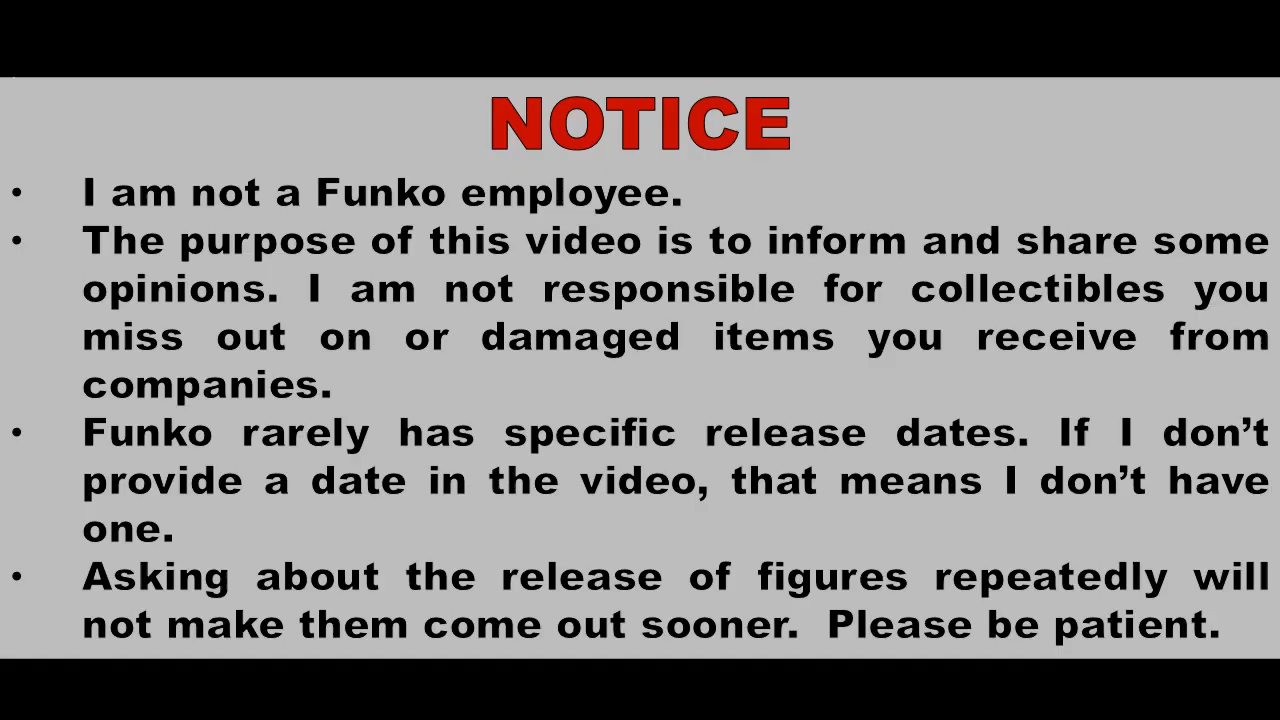 NOTICE
• I am not a Funko employee.
• The purpose of this video is to inform and share some
opinions. I am not responsible for collectibles you
miss out on or damaged items you receive from
companies.
• Funko rarely has specific release dates. If I don’t
provide a date in the video, that means I don’t have
one.
• Asking about the release of figures repeatedly will
not make them come out sooner.  Please be patient.